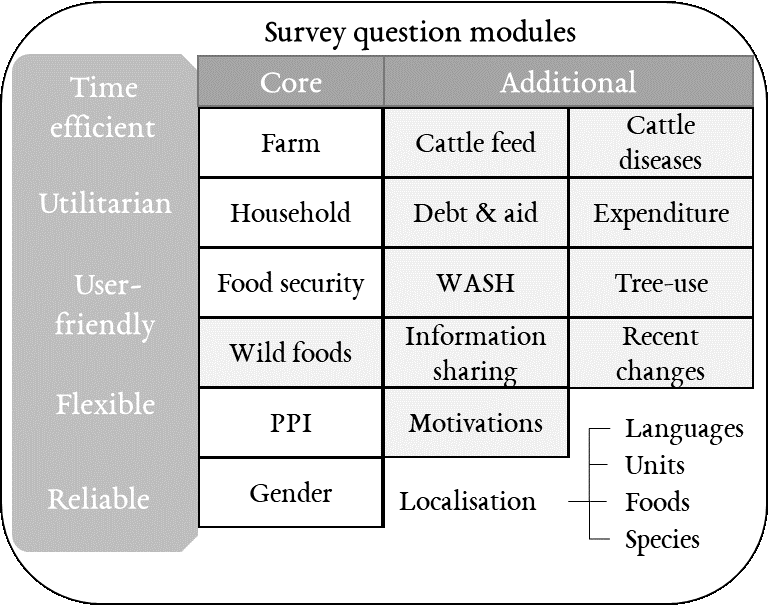 Survey question modules
Time
efficient
Utilitarian
User-
friendly
Flexible
Reliable
Core
Additional
Farm
Cattle feed
Cattle
diseases
Household
Debt & aid
Expenditure
Food security
WASH
Tree-use
Wild foods
Information
sharing
Recent
changes
PPI
Motivations
Gender
Localisation
Languages
Units
Foods
Species